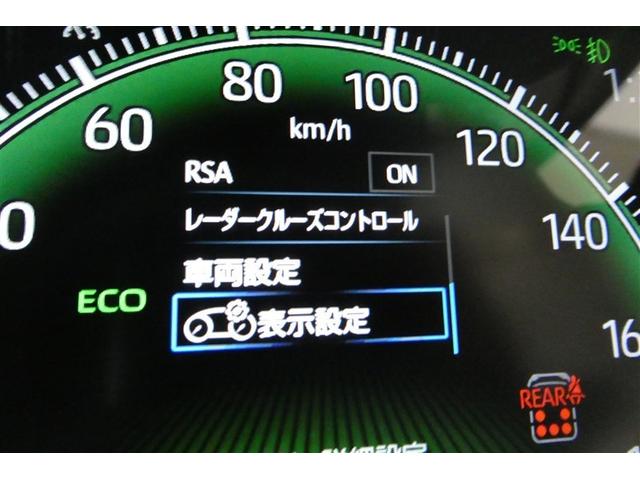 80
100
60
120
km/h
RSA ON
レーダークルーズコントロール
140
車両設定
ECO
表示設定
REAR